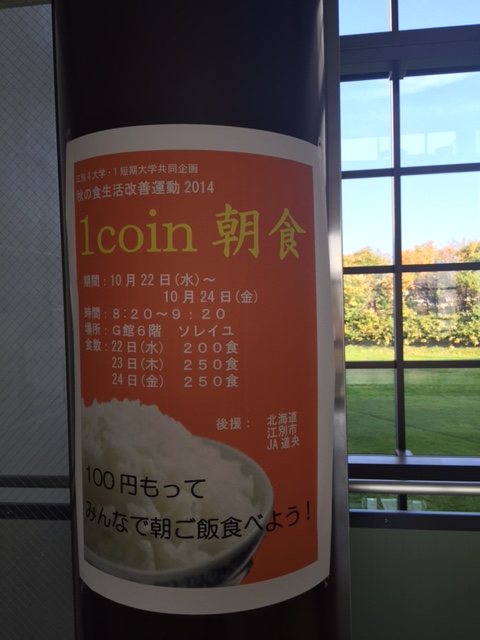 江別4大学・1短期大学共同企画
秋の食生活改善運動2014
1coin 朝食
期間：10月22日(水)～
10月24日(金)
時間：8：20～9：20
場所：G館6階 ソレイユ
食数：22日(水) 200食
23日(木) 250食
24日(金) 250食
後援： 北海道
江別市
JA道央
100円もって
みんなで朝ご飯食べよう！